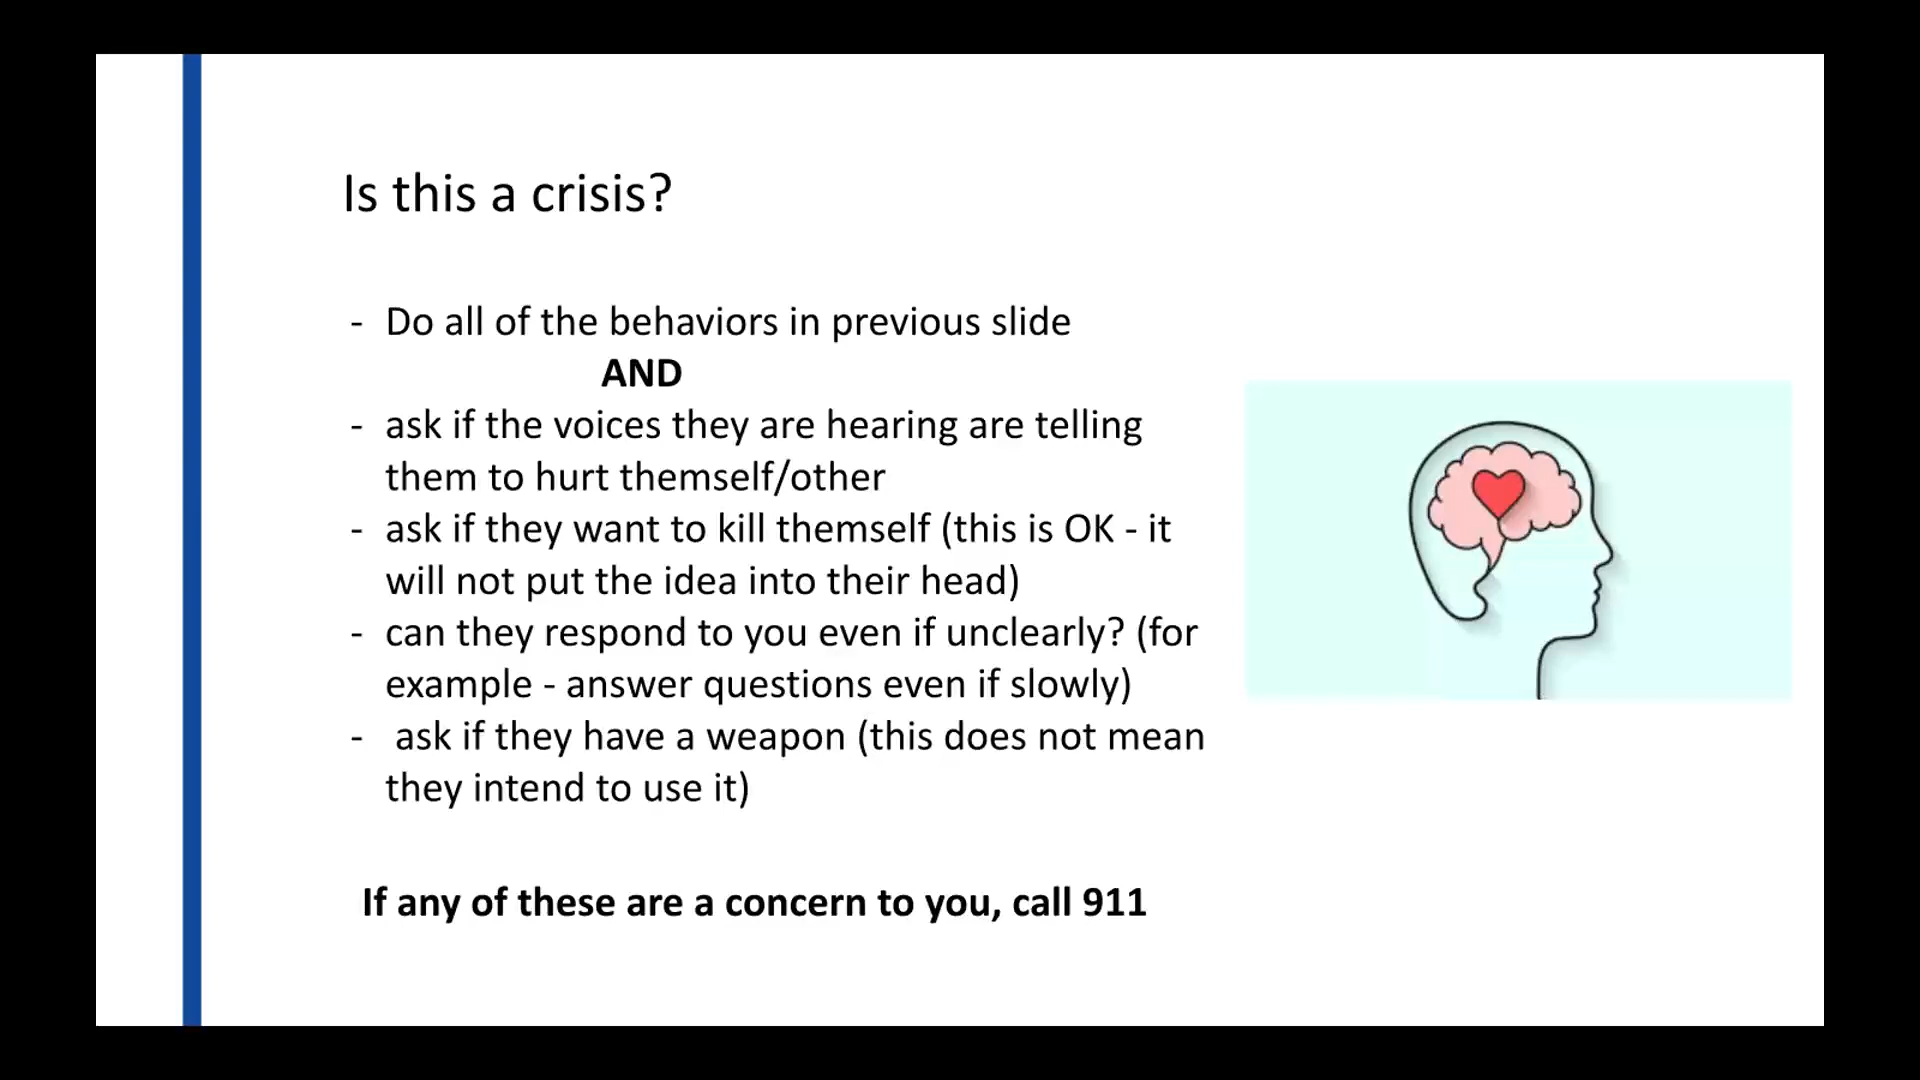 Is this a crisis?
- Do all of the behaviors in previous slide
AND
- ask if the voices they are hearing are telling
them to hurt themself/other
- ask if they want to kill themself (this is OK - it
will not put the idea into their head)
- can they respond to you even if unclearly? (for
example - answer questions even if slowly)
- ask if they have a weapon (this does not mean
they intend to use it)
If any of these are a concern to you, call 911